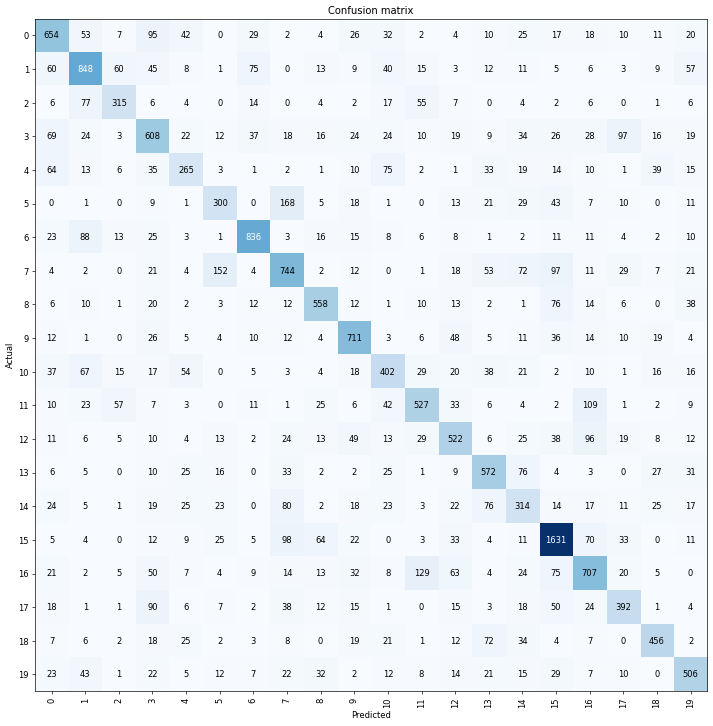 Confusion matrix
0 654 53 7 95 42 0 29 2 4 26 32 2 4 10 25 17 18 10 11 20
1 60 848 60 45 8 1 75 0 13 9 40 15 3 12 11 5 6 3 9 57
2 6 77 315 6 4 0 14 0 4 2 17 55 7 0 4 2 6 0 1 6
3 69 24 3 608 22 12 37 18 16 24 24 10 19 9 34 26 28 97 16 19
4 64 13 6 35 265 3 1 2 1 10 75 2 1 33 19 14 10 1 39 15
5 0 1 0 9 1 300 0 168 5 18 1 0 13 21 29 43 7 10 0 11
6 23 88 13 25 3 1 836 3 16 15 8 6 8 1 2 11 11 4 2 10
7 4 2 0 21 4 152 4 744 2 12 0 1 18 53 72 97 11 29 7 21
8 6 10 1 20 2 3 12 12 558 12 1 10 13 2 1 76 14 6 0 38
9 12 1 0 26 5 4 10 12 4 711 3 6 48 5 11 36 14 10 19 4
10 37 67 15 17 54 0 5 3 4 18 402 29 20 38 21 2 10 1 16 16
11 10 23 57 7 3 0 11 1 25 6 42 527 33 6 4 2 109 1 2 9
12 11 6 5 10 4 13 2 24 13 49 13 29 522 6 25 38 96 19 8 12
13 6 5 0 10 25 16 0 33 2 2 25 1 9 572 76 4 3 0 27 31
14 24 5 1 19 25 23 0 80 2 18 23 3 22 76 314 14 17 11 25 17
15 5 4 0 12 9 25 5 98 64 22 0 3 33 4 11 1631 70 33 0 11
16 21 2 5 50 7 4 9 14 13 32 8 129 63 4 24 75 707 20 5 0
17 18 1 1 90 6 7 2 38 12 15 1 0 15 3 18 50 24 392 1 4
18 7 6 2 18 25 2 3 8 0 19 21 1 12 72 34 4 7 0 456 2
19 23 43 1 22 5 12 7 22 32 2 12 8 14 21 15 29 7 10 0 506
0 1 2 3 4 5 6 7 8 9 10 11 12 13 14 15 16 17 18 19
Predicted
Actual